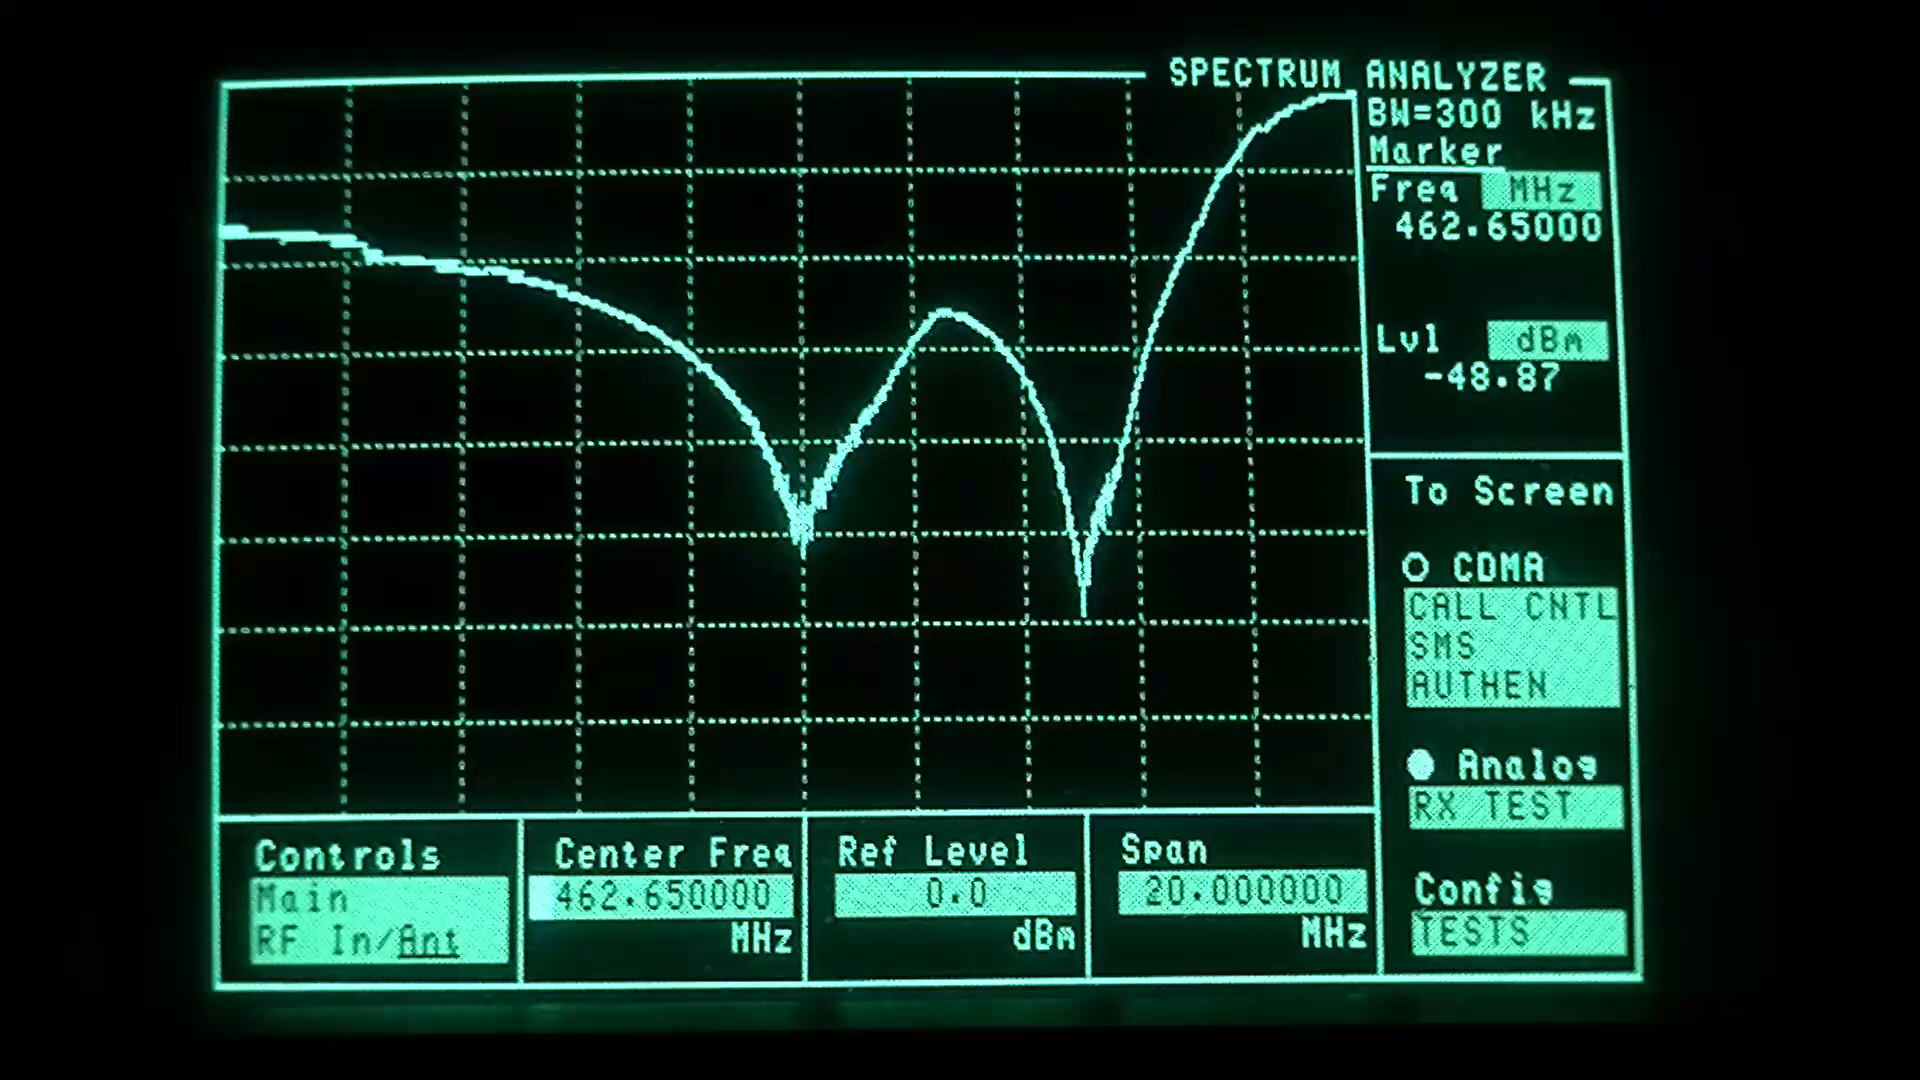 SPECTRUM ANALYZER
BW=300 kHz
Marker
Freq MHz
462.65000
Lvl dBm
-48.87
To Screen
CDMA
CALL CNTL
SMS
AUTHEN
Analog
RX TEST
Config
TESTS
Controls
Main
RF In/Ant
Center Freq
462.650000
MHz
Ref Level
0.0
dBm
Span
20.000000
MHz